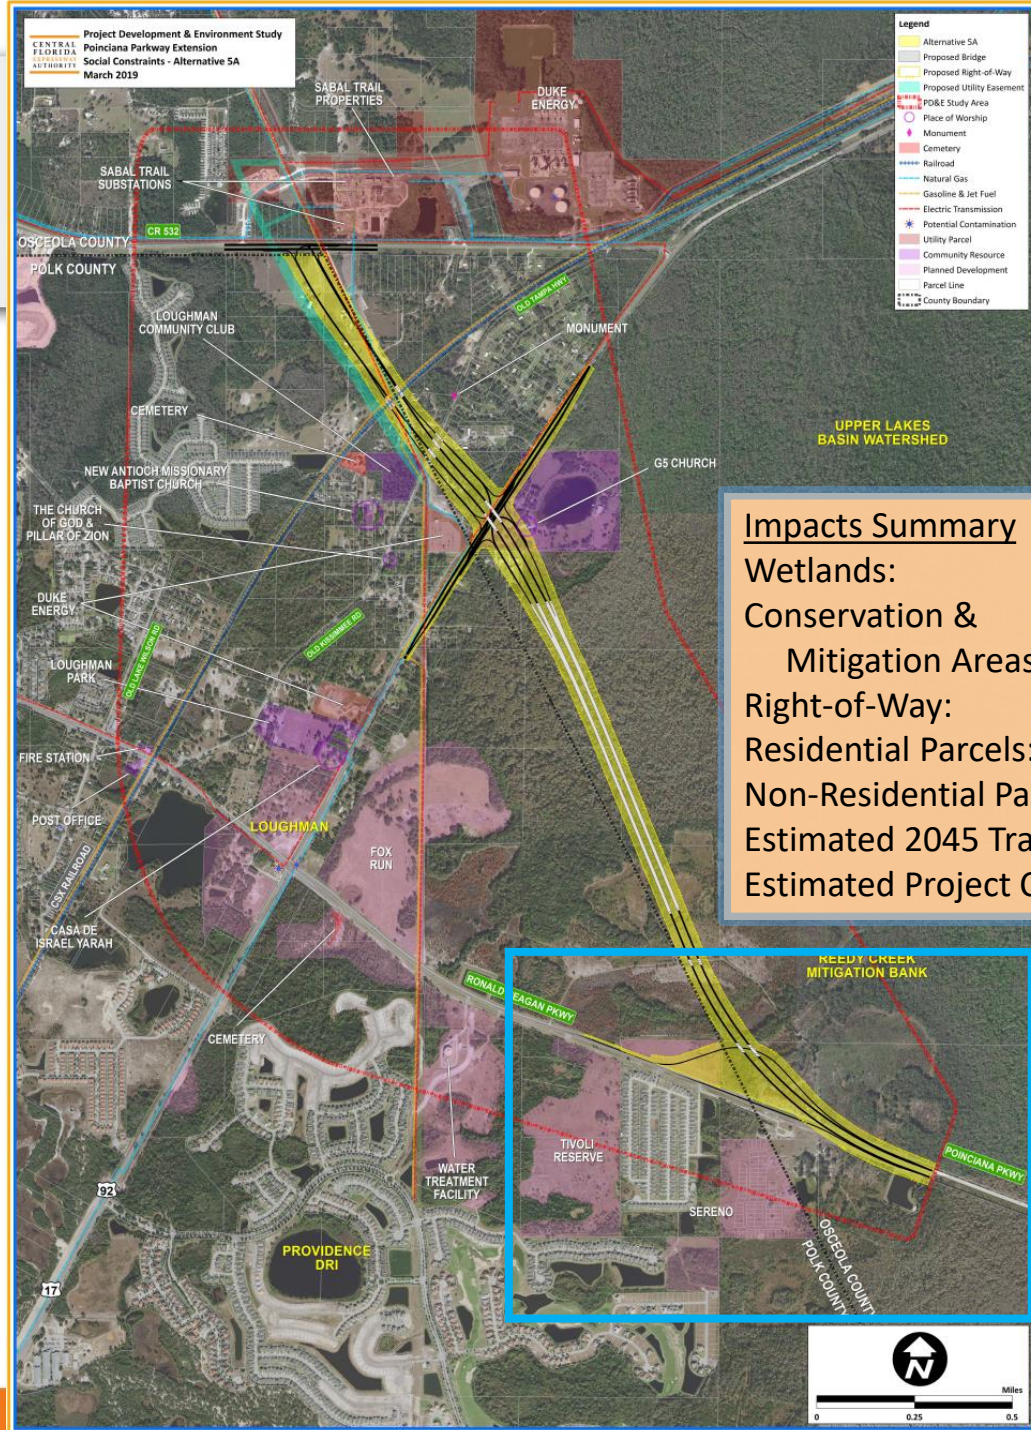 CENTRAL
FLORIDA
EXPRESSWAY
AUTHORITY
Project Development & Environment Study
Poinciana Parkway Extension
Social Constraints - Alternative 5A
March 2019
Legend
Alternative 5A
Proposed Bridge
Proposed Right-of-Way
Proposed Utility Easement
PD&E Study Area
Place of Worship
Monument
Cemetery
Railroad
Natural Gas
Gasoline & Jet Fuel
Electric Transmission
Potential Contamination
Utility Parcel
Community Resource
Planned Development
Parcel Line
County Boundary
SABAL TRAIL
PROPERTIES
DUKE
ENERGY
SABAL TRAIL
SUBSTATIONS
CR 532
OSCEOLA COUNTY
POLK COUNTY
OLD TAMPA HWY
LOUGHMAN
COMMUNITY CLUB
MONUMENT
CEMETERY
UPPER LAKES
BASIN WATERSHED
NEW ANTIOCH MISSIONARY
BAPTIST CHURCH
G5 CHURCH
THE CHURCH
OF GOD &
PILLAR OF ZION
DUKE
ENERGY
OLD KISSIMMEE RD
OLD LAKE WILSON RD
LOUGHMAN
PARK
FIRE STATION
POST OFFICE
LOUGHMAN
FOX
RUN
CSX RAILROAD
CASA DE
ISRAEL YARAH
CEMETERY
Impacts Summary
Wetlands:
Conservation &
Mitigation Areas
Right-of-Way:
Residential Parcels:
Non-Residential Pa
Estimated 2045 Tra
Estimated Project C
REEDY CREEK
MITIGATION BANK
RONALD REAGAN PKWY
TIVOLI
RESERVE
POINCIANA PKWY
WATER
TREATMENT
FACILITY
SERENO
OSCEOLA COUNTY
POLK COUNTY
92
PROVIDENCE
DRI
17
N
Miles
0 0.25 0.5